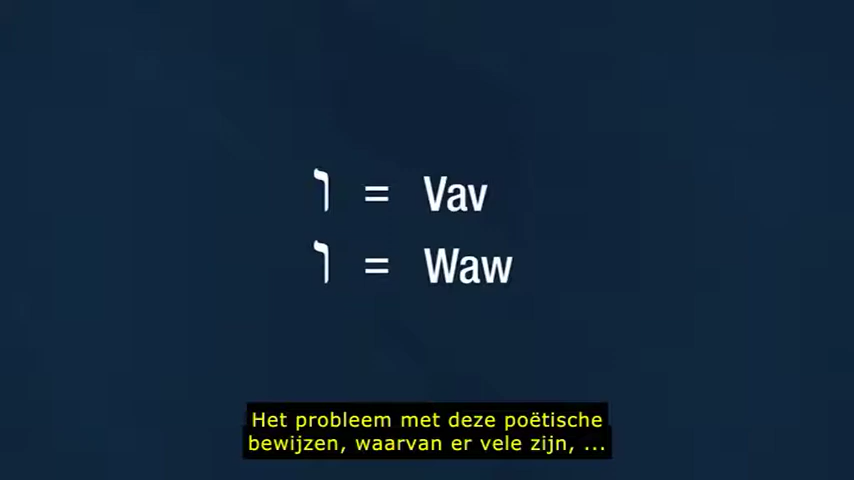 ו = Vav
ו = Waw
Het probleem met deze poëtische
bewijzen, waarvan er vele zijn, ...